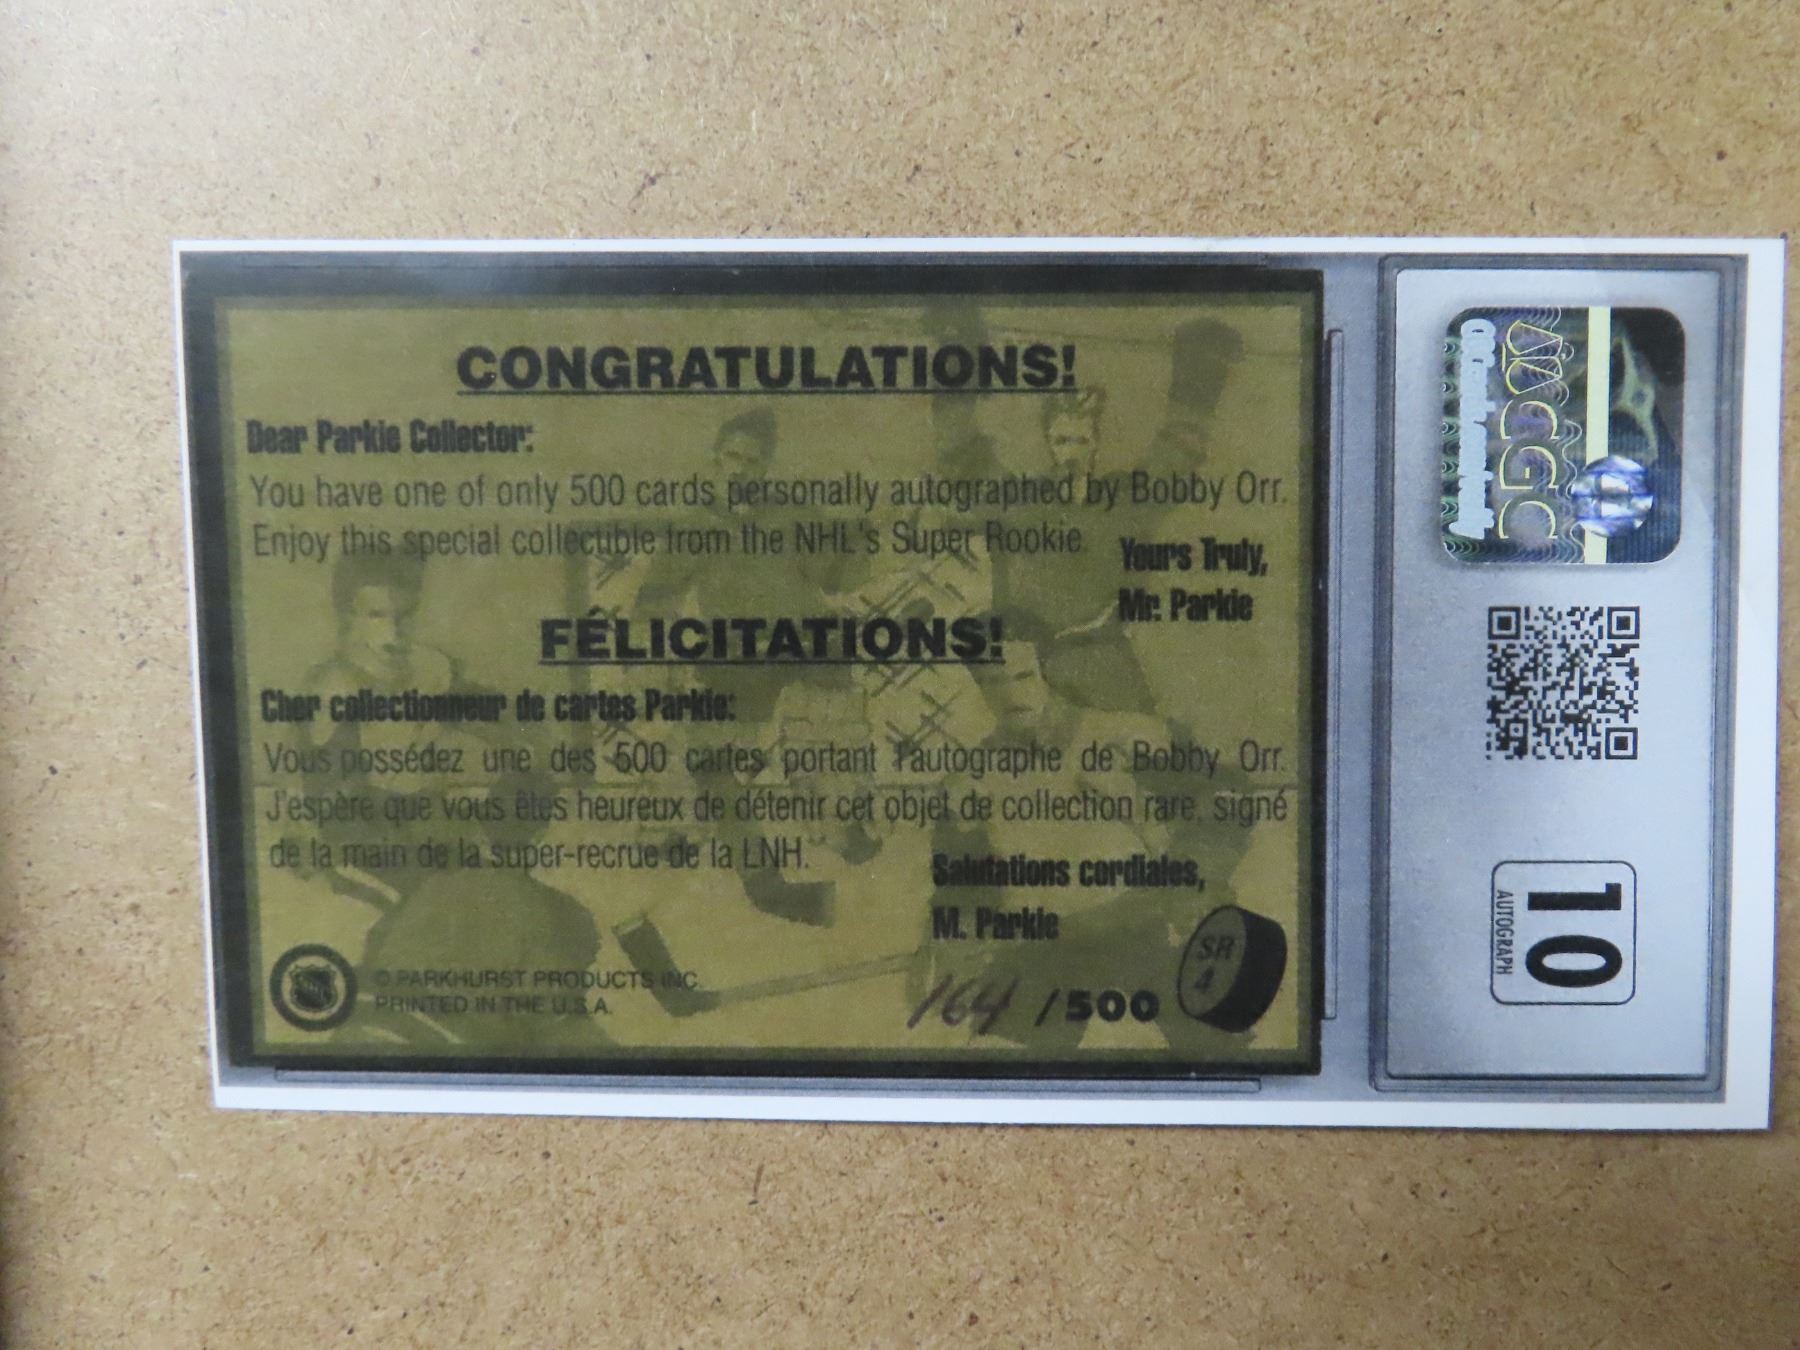 CONGRATULATIONS!
Dear Parkie Collector:
You have one of only 500 cards personally autographed by Bobby Orr.
Enjoy this special collectible from the NHL's Super Rookie.
Yours Truly,
Mr. Parkie
FÉLICITATIONS!
Cher collectionneur de cartes Parkie:
Vous possédez une des 500 cartes portant l'autographe de Bobby Orr.
J'espère que vous êtes heureux de détenir cet objet de collection rare, signé
de la main de la super-recrue de la LNH.
Salutations cordiales,
M. Parkie
© PARKHURST PRODUCTS INC.
PRINTED IN THE U.S.A.
164 /500
SR
4
CGC
10
AUTOGRAPH